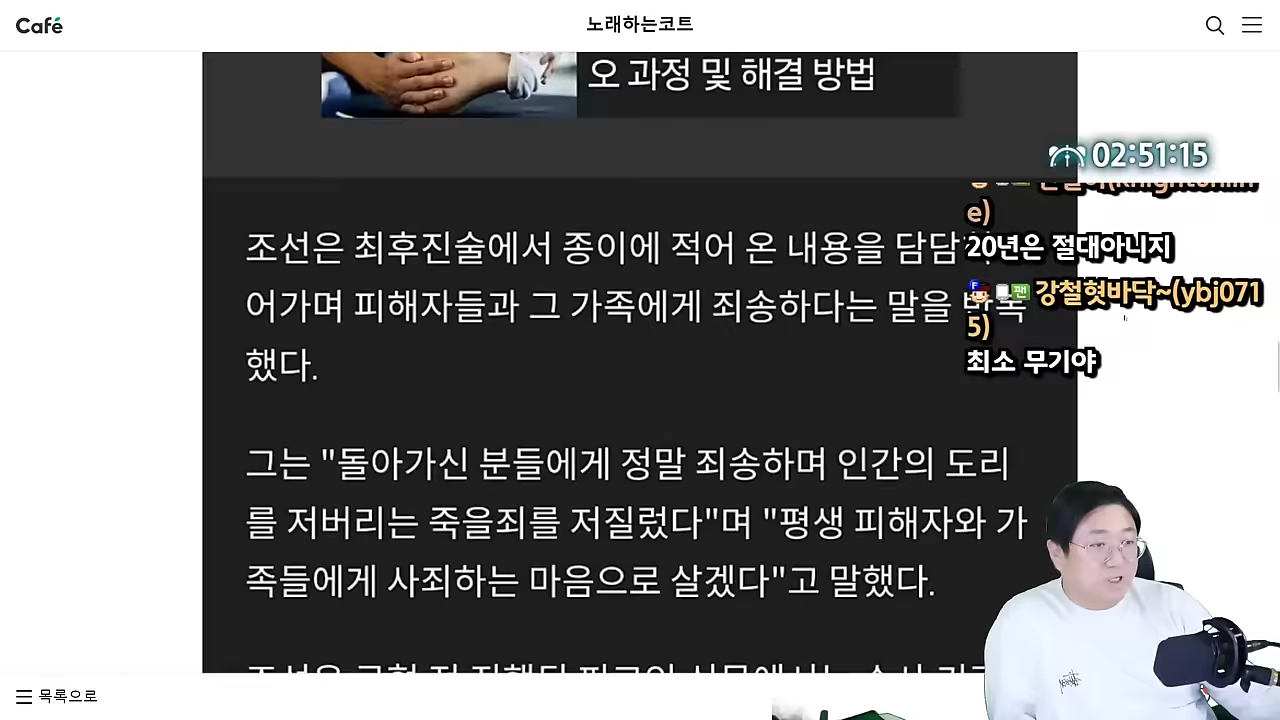 Café
노래하는코트
오 과정 및 해결 방법
02:51:15
e)
20년은 절대아니지
강철혓바닥~(ybj071
5)
최소 무기야
조선은 최후진술에서 종이에 적어 온 내용을 담담
어가며 피해자들과 그 가족에게 죄송하다는 말을
했다.
그는 "돌아가신 분들에게 정말 죄송하며 인간의 도리
를 저버리는 죽을죄를 저질렀다"며 "평생 피해자와 가
족들에게 사죄하는 마음으로 살겠다"고 말했다.
목록으로